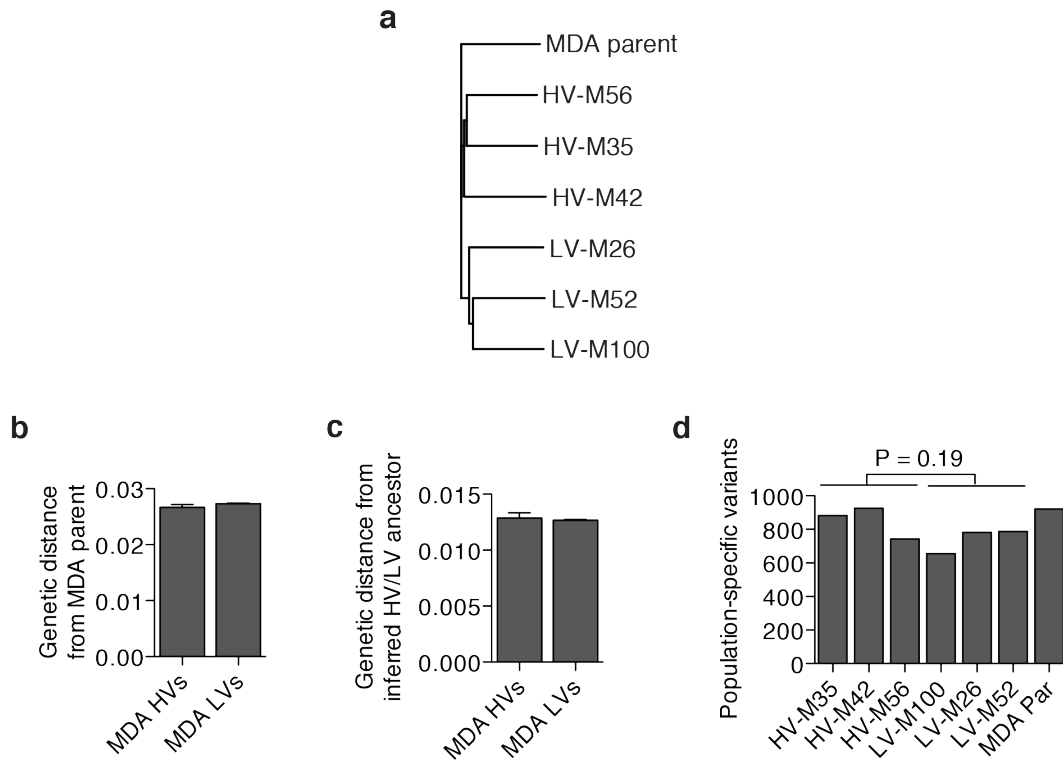 a
MDA parent
HV-M56
HV-M35
HV-M42
LV-M26
LV-M52
LV-M100
b
Genetic distance
from MDA parent
0.03
0.02
0.01
0.00
MDA HVs
MDA LVs
c
Genetic distance from
inferred HV/LV ancestor
0.015
0.010
0.005
0.000
MDA HVs
MDA LVs
d
Population-specific variants
P = 0.19
1000
800
600
400
200
0
HV-M35
HV-M42
HV-M56
LV-M100
LV-M26
LV-M52
MDA Par